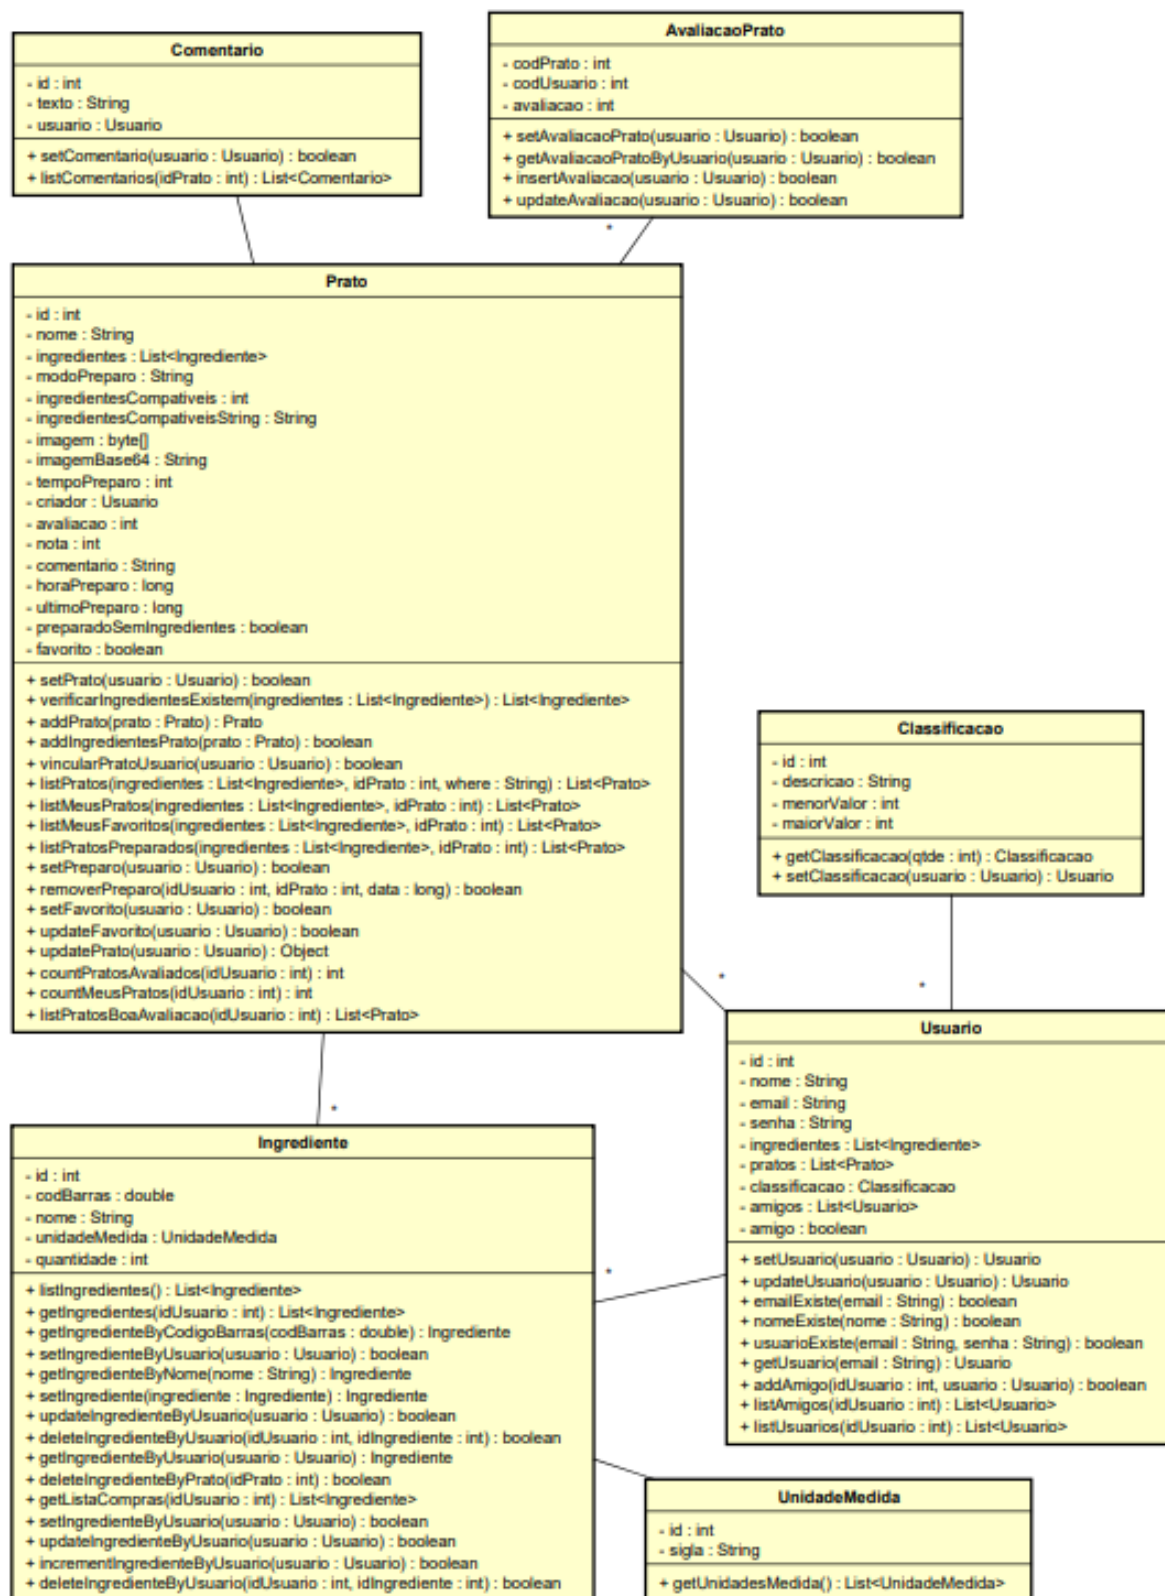 Comentario
- id : int
- texto : String
- usuario : Usuario
+ setComentario(usuario : Usuario) : boolean
+ listComentarios(idPrato : int) : List<Comentario>
AvaliacaoPrato
- codPrato : int
- codUsuario : int
- avaliacao : int
+ setAvaliacaoPrato(usuario : Usuario) : boolean
+ getAvaliacaoPratoByUsuario(usuario : Usuario) : boolean
+ insertAvaliacao(usuario : Usuario) : boolean
+ updateAvaliacao(usuario : Usuario) : boolean
*
Prato
- id : int
- nome : String
- ingredientes : List<Ingrediente>
- modoPreparo : String
- ingredientesCompativeis : int
- ingredientesCompativeisString : String
- imagem : byte[]
- imagemBase64 : String
- tempoPreparo : int
- criador : Usuario
- avaliacao : int
- nota : int
- comentario : String
- horaPreparo : long
- ultimoPreparo : long
- preparadoSemIngredientes : boolean
- favorito : boolean
+ setPrato(usuario : Usuario) : boolean
+ verificarIngredientesExistem(ingredientes : List<Ingrediente>) : List<Ingrediente>
+ addPrato(prato : Prato) : Prato
+ addIngredientesPrato(prato : Prato) : boolean
+ vincularPratoUsuario(usuario : Usuario) : boolean
+ listPratos(ingredientes : List<Ingrediente>, idPrato : int, where : String) : List<Prato>
+ listMeusPratos(ingredientes : List<Ingrediente>, idPrato : int) : List<Prato>
+ listMeusFavoritos(ingredientes : List<Ingrediente>, idPrato : int) : List<Prato>
+ listPratosPreparados(ingredientes : List<Ingrediente>, idPrato : int) : List<Prato>
+ setPreparo(usuario : Usuario) : boolean
+ removerPreparo(idUsuario : int, idPrato : int, data : long) : boolean
+ setFavorito(usuario : Usuario) : boolean
+ updateFavorito(usuario : Usuario) : boolean
+ updatePrato(usuario : Usuario) : Object
+ countPratosAvaliados(idUsuario : int) : int
+ countMeusPratos(idUsuario : int) : int
+ listPratosBoaAvaliacao(idUsuario : int) : List<Prato>
Classificacao
- id : int
- descricao : String
- menorValor : int
- maiorValor : int
+ getClassificacao(qtde : int) : Classificacao
+ setClassificacao(usuario : Usuario) : Usuario
*
*
Usuario
- id : int
- nome : String
- email : String
- senha : String
- ingredientes : List<Ingrediente>
- pratos : List<Prato>
- classificacao : Classificacao
- amigos : List<Usuario>
- amigo : boolean
+ setUsuario(usuario : Usuario) : Usuario
+ updateUsuario(usuario : Usuario) : Usuario
+ emailExiste(email : String) : boolean
+ nomeExiste(nome : String) : boolean
+ usuarioExiste(email : String, senha : String) : boolean
+ getUsuario(email : String) : Usuario
+ addAmigo(idUsuario : int, usuario : Usuario) : boolean
+ listAmigos(idUsuario : int) : List<Usuario>
+ listUsuarios(idUsuario : int) : List<Usuario>
*
Ingrediente
- id : int
- codBarras : double
- nome : String
- unidadeMedida : UnidadeMedida
- quantidade : int
+ listIngredientes() : List<Ingrediente>
+ getIngredientes(idUsuario : int) : List<Ingrediente>
+ getIngredienteByCodigoBarras(codBarras : double) : Ingrediente
+ setIngredienteByUsuario(usuario : Usuario) : boolean
+ getIngredienteByNome(nome : String) : Ingrediente
+ setIngrediente(ingrediente : Ingrediente) : Ingrediente
+ updateIngredienteByUsuario(usuario : Usuario) : boolean
+ deleteIngredienteByUsuario(idUsuario : int, idIngrediente : int) : boolean
+ getIngredienteByUsuario(usuario : Usuario) : Ingrediente
+ deleteIngredienteByPrato(idPrato : int) : boolean
+ getListaCompras(idUsuario : int) : List<Ingrediente>
+ setIngredienteByUsuario(usuario : Usuario) : boolean
+ updateIngredienteByUsuario(usuario : Usuario) : boolean
+ incrementIngredienteByUsuario(usuario : Usuario) : boolean
+ deleteIngredienteByUsuario(idUsuario : int, idIngrediente : int) : boolean
*
UnidadeMedida
- id : int
- sigla : String
+ getUnidadesMedida() : List<UnidadeMedida>